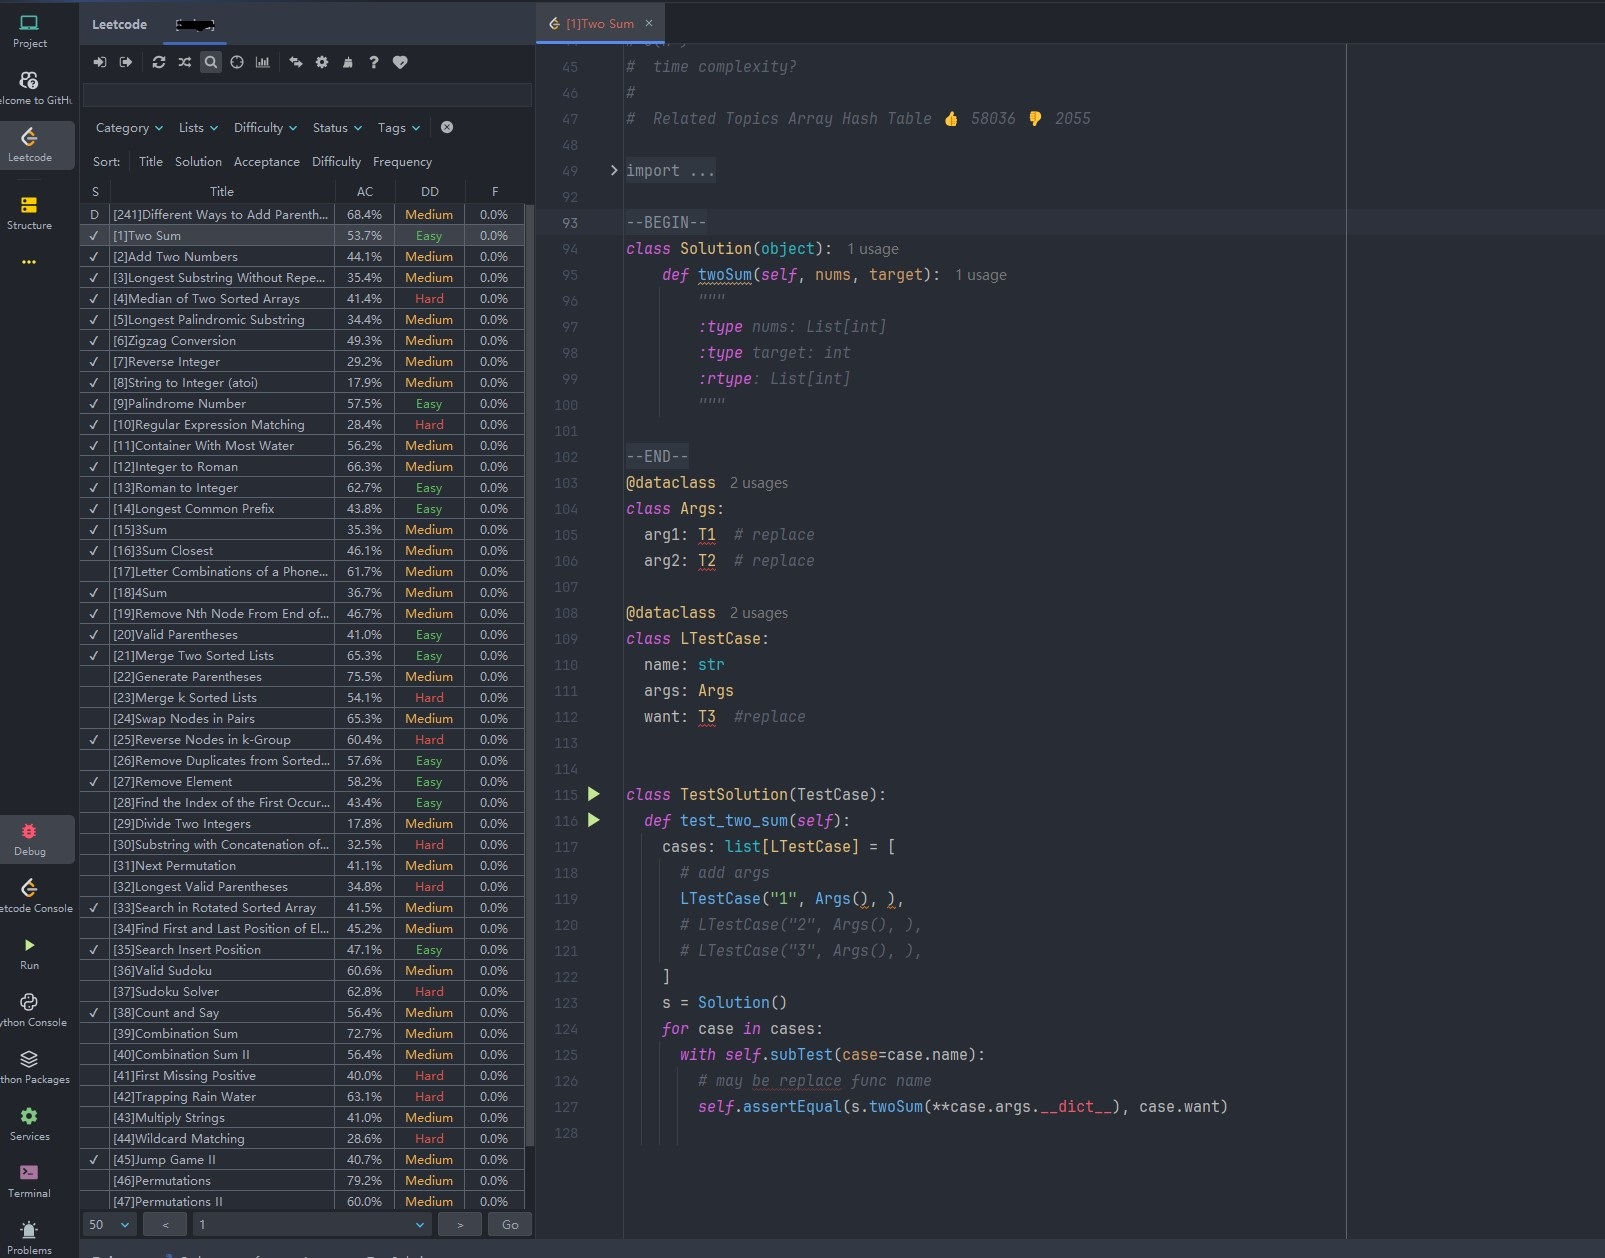 Project
elcome to GitHu
Leetcode
Structure
Debug
etcode Console
Run
ython Console
thon Packages
Services
Terminal
Problems
Leetcode
Category Lists Difficulty Status Tags
Sort: Title Solution Acceptance Difficulty Frequency
S Title AC DD F
D [241]Different Ways to Add Parenth... 68.4% Medium 0.0%
✓ [1]Two Sum 53.7% Easy 0.0%
✓ [2]Add Two Numbers 44.1% Medium 0.0%
✓ [3]Longest Substring Without Repe... 35.4% Medium 0.0%
✓ [4]Median of Two Sorted Arrays 41.4% Hard 0.0%
✓ [5]Longest Palindromic Substring 34.4% Medium 0.0%
✓ [6]Zigzag Conversion 49.3% Medium 0.0%
✓ [7]Reverse Integer 29.2% Medium 0.0%
✓ [8]String to Integer (atoi) 17.9% Medium 0.0%
✓ [9]Palindrome Number 57.5% Easy 0.0%
✓ [10]Regular Expression Matching 28.4% Hard 0.0%
✓ [11]Container With Most Water 56.2% Medium 0.0%
✓ [12]Integer to Roman 66.3% Medium 0.0%
✓ [13]Roman to Integer 62.7% Easy 0.0%
✓ [14]Longest Common Prefix 43.8% Easy 0.0%
✓ [15]3Sum 35.3% Medium 0.0%
✓ [16]3Sum Closest 46.1% Medium 0.0%
[17]Letter Combinations of a Phone... 61.7% Medium 0.0%
✓ [18]4Sum 36.7% Medium 0.0%
✓ [19]Remove Nth Node From End of... 46.7% Medium 0.0%
✓ [20]Valid Parentheses 41.0% Easy 0.0%
✓ [21]Merge Two Sorted Lists 65.3% Easy 0.0%
[22]Generate Parentheses 75.5% Medium 0.0%
[23]Merge k Sorted Lists 54.1% Hard 0.0%
[24]Swap Nodes in Pairs 65.3% Medium 0.0%
✓ [25]Reverse Nodes in k-Group 60.4% Hard 0.0%
[26]Remove Duplicates from Sorted... 57.6% Easy 0.0%
✓ [27]Remove Element 58.2% Easy 0.0%
[28]Find the Index of the First Occur... 43.4% Easy 0.0%
[29]Divide Two Integers 17.8% Medium 0.0%
[30]Substring with Concatenation of... 32.5% Hard 0.0%
[31]Next Permutation 41.1% Medium 0.0%
[32]Longest Valid Parentheses 34.8% Hard 0.0%
✓ [33]Search in Rotated Sorted Array 41.5% Medium 0.0%
[34]Find First and Last Position of El... 45.2% Medium 0.0%
✓ [35]Search Insert Position 47.1% Easy 0.0%
[36]Valid Sudoku 60.6% Medium 0.0%
[37]Sudoku Solver 62.8% Hard 0.0%
✓ [38]Count and Say 56.4% Medium 0.0%
[39]Combination Sum 72.7% Medium 0.0%
[40]Combination Sum II 56.4% Medium 0.0%
[41]First Missing Positive 40.0% Hard 0.0%
[42]Trapping Rain Water 63.1% Hard 0.0%
[43]Multiply Strings 41.0% Medium 0.0%
[44]Wildcard Matching 28.6% Hard 0.0%
✓ [45]Jump Game II 40.7% Medium 0.0%
[46]Permutations 79.2% Medium 0.0%
[47]Permutations II 60.0% Medium 0.0%
50 < 1 > Go
[1]Two Sum ×
45 # time complexity?
46 #
47 # Related Topics Array Hash Table 👍 58036 👎 2055
48
49 > import ...
92
93 --BEGIN--
94 class Solution(object): 1 usage
95 def twoSum(self, nums, target): 1 usage
96 """
97 :type nums: List[int]
98 :type target: int
99 :rtype: List[int]
100 """
101
102 --END--
103 @dataclass 2 usages
104 class Args:
105 arg1: T1 # replace
106 arg2: T2 # replace
107
108 @dataclass 2 usages
109 class LTestCase:
110 name: str
111 args: Args
112 want: T3 #replace
113
114
115 class TestSolution(TestCase):
116 def test_two_sum(self):
117 cases: list[LTestCase] = [
118 # add args
119 LTestCase("1", Args(), ),
120 # LTestCase("2", Args(), ),
121 # LTestCase("3", Args(), ),
122 ]
123 s = Solution()
124 for case in cases:
125 with self.subTest(case=case.name):
126 # may be replace func name
127 self.assertEqual(s.twoSum(**case.args.__dict__), case.want)
128